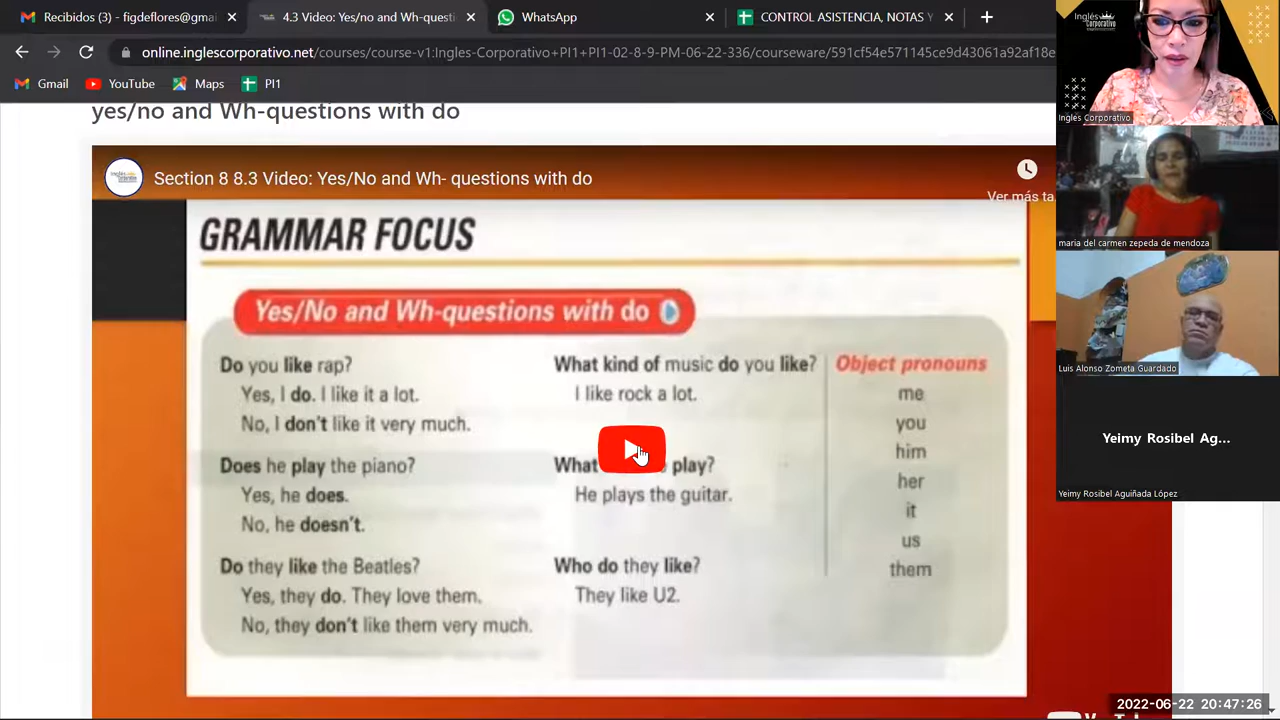 Recibidos (3) - figdeflores@gmai
4.3 Video: Yes/no and Wh-questi
WhatsApp
CONTROL ASISTENCIA, NOTAS
online.inglescorporativo.net/courses/course-v1:Inglescorporativo+PI1+PI1-02-8-9-PM-06-22-336/courseware/591cf54e571145ce9d43061a92af18e
Gmail
YouTube
Maps
PI1
yes/no and Wh-questions with do
Section 8 8.3 Video: Yes/No and Wh- questions with do
Ver más ta...
GRAMMAR FOCUS
Yes/No and Wh-questions with do
Do you like rap?
Yes, I do. I like it a lot.
No, I don't like it very much.
Does he play the piano?
Yes, he does.
No, he doesn't.
Do they like the Beatles?
Yes, they do. They love them.
No, they don't like them very much.
What kind of music do you like?
I like rock a lot.
What play?
He plays the guitar.
Who do they like?
They like U2.
Object pronouns
me
you
him
her
it
us
them
Inglés
Corporativo
Ingles Corporativo
maria del carmen zepeda de mendoza
Luis Alonso Zometa Guardado
Yeimy Rosibel Ag...
Yeimy Rosibel Aguiñada López
2022-06-22 20:47:26